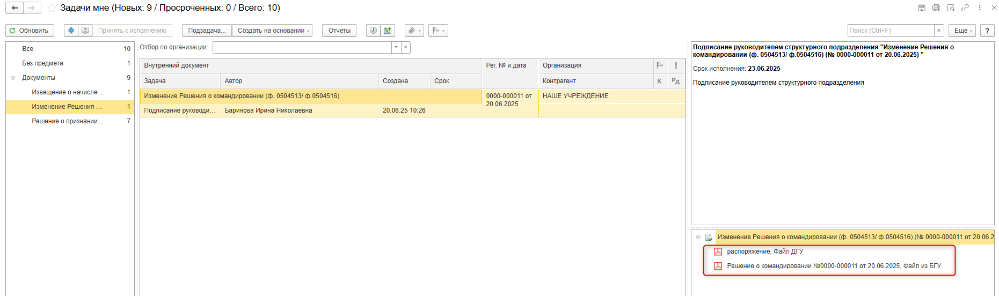 Задачи мне (Новых: 9 / Просроченных: 0 / Всего: 10)
Обновить
Принять к исполнению
Подзадача...
Создать на основании
Отчеты
Поиск (Ctrl+F)
×
Еще
?
Все 10
Без предмета 1
Документы 9
Извещение о начисле... 1
Изменение Решения ... 1
Решение о признании... 7
Отбор по организации:
×
Внутренний документ Рег. № и дата Организация
Задача Автор Создана Срок Контрагент К Рд
Изменение Решения о командировании (ф. 0504513/ ф.0504516) 0000-000011 от НАШЕ УЧРЕЖДЕНИЕ
20.06.2025
Подписание руководи... Баринова Ирина Николаевна 20.06.25 10:26
Подписание руководителем структурного подразделения "Изменение Решения о
командировании (ф. 0504513/ ф.0504516) (№ 0000-000011 от 20.06.2025) "
Срок исполнения: 23.06.2025
Подписание руководителем структурного подразделения
Изменение Решения о командировании (ф. 0504513/ ф.0504516) (№ 0000-000011 от 20.06.2
распоряжение, Файл ДГУ
Решение о командировании №0000-000011 от 20.06.2025, Файл из БГУ